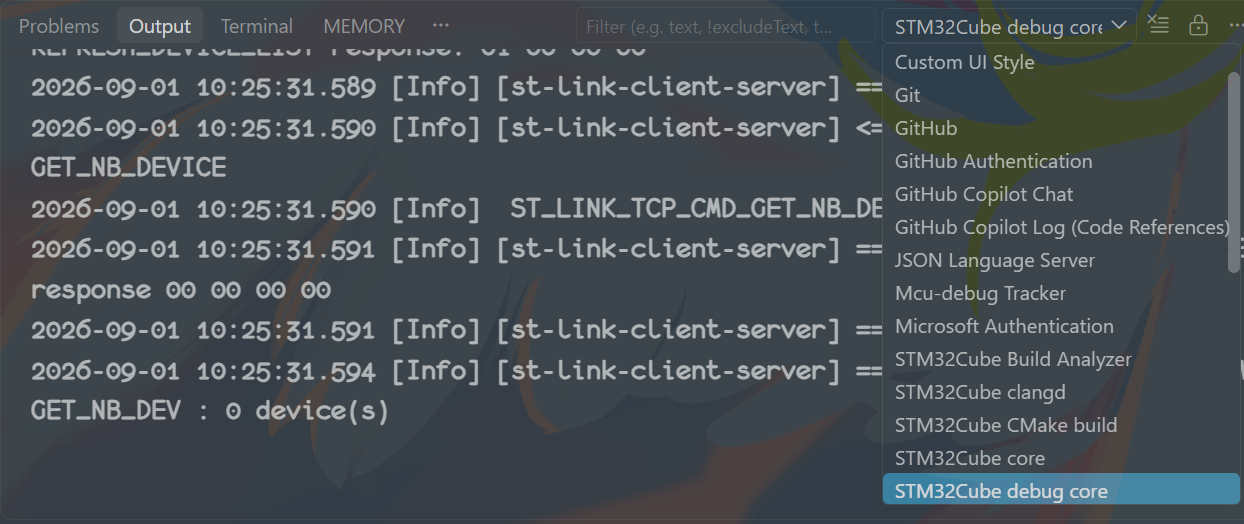 Problems Output Terminal MEMORY ··· Filter (e.g. text, !excludeText, t... STM32Cube debug core
REFRESH_DEVICE_LIST response: 01 00 00 00
2026-09-01 10:25:31.589 [Info] [st-link-client-server] ==
2026-09-01 10:25:31.590 [Info] [st-link-client-server] <=
GET_NB_DEVICE
2026-09-01 10:25:31.590 [Info] ST_LINK_TCP_CMD_GET_NB_DE
2026-09-01 10:25:31.591 [Info] [st-link-client-server] ==
response 00 00 00 00
2026-09-01 10:25:31.591 [Info] [st-link-client-server] ==
2026-09-01 10:25:31.594 [Info] [st-link-client-server] ==
GET_NB_DEV : 0 device(s)
Custom UI Style
Git
GitHub
GitHub Authentication
GitHub Copilot Chat
GitHub Copilot Log (Code References)
JSON Language Server
Mcu-debug Tracker
Microsoft Authentication
STM32Cube Build Analyzer
STM32Cube clangd
STM32Cube CMake build
STM32Cube core
STM32Cube debug core